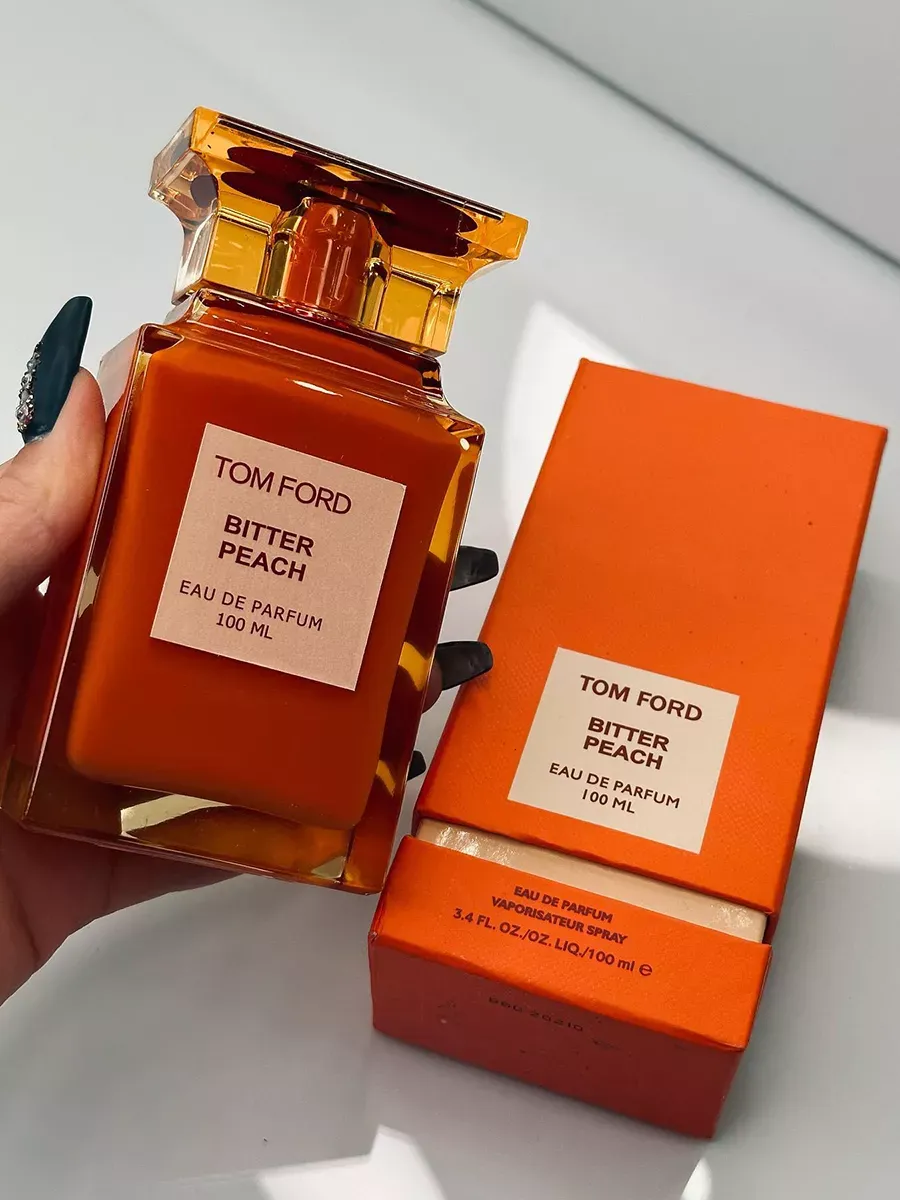 TOM FORD
BITTER
PEACH
EAU DE PARFUM
100 ML
TOM FORD
BITTER
PEACH
EAU DE PARFUM
100 ML
EAU DE PARFUM
VAPORISATEUR SPRAY
3.4 FL. OZ./OZ. LIQ./100 ml ℮